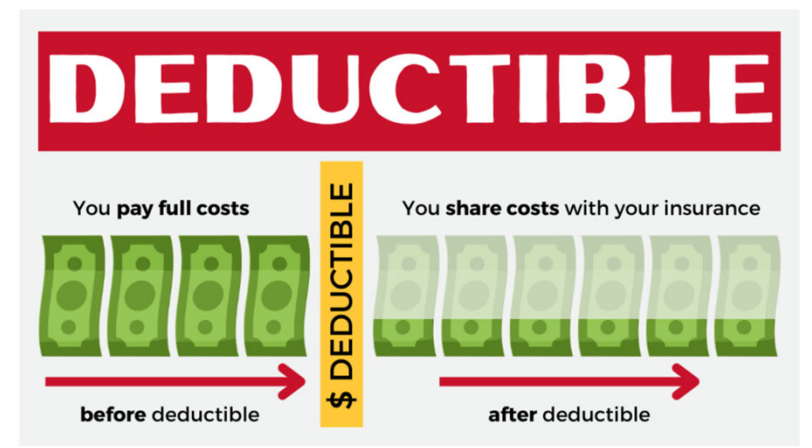 DEDUCTIBLE
You pay full costs
$ DEDUCTIBLE
You share costs with your insurance
before deductible
after deductible